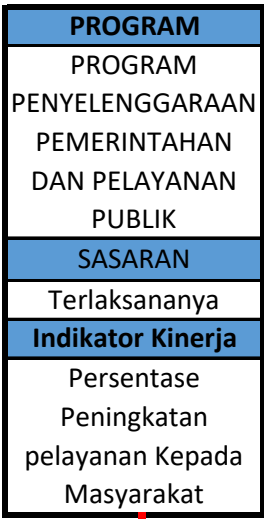 PROGRAM
PROGRAM
PENYELENGGARAAN
PEMERINTAHAN
DAN PELAYANAN
PUBLIK
SASARAN
Terlaksananya
Indikator Kinerja
Persentase
Peningkatan
pelayanan Kepada
Masyarakat